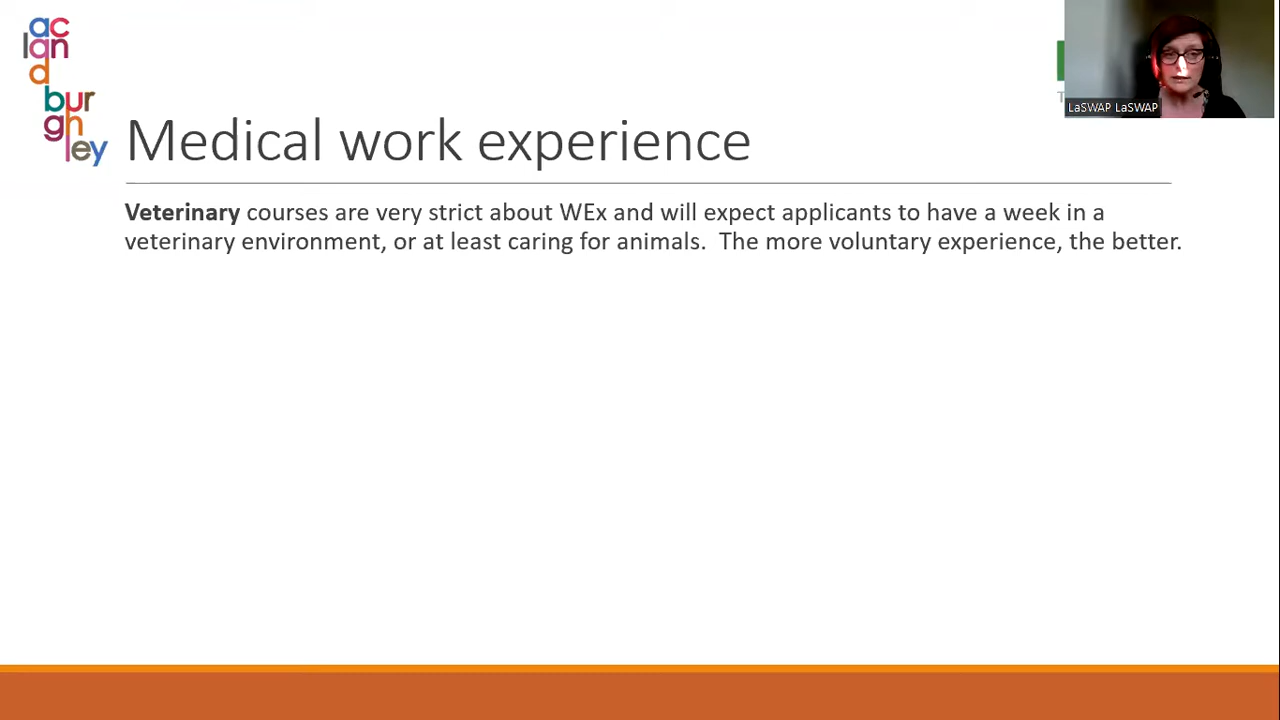 ac
lan
d
bur
gh
ley
LaSWAP LaSWAP
Medical work experience
Veterinary courses are very strict about WEx and will expect applicants to have a week in a
veterinary environment, or at least caring for animals.  The more voluntary experience, the better.